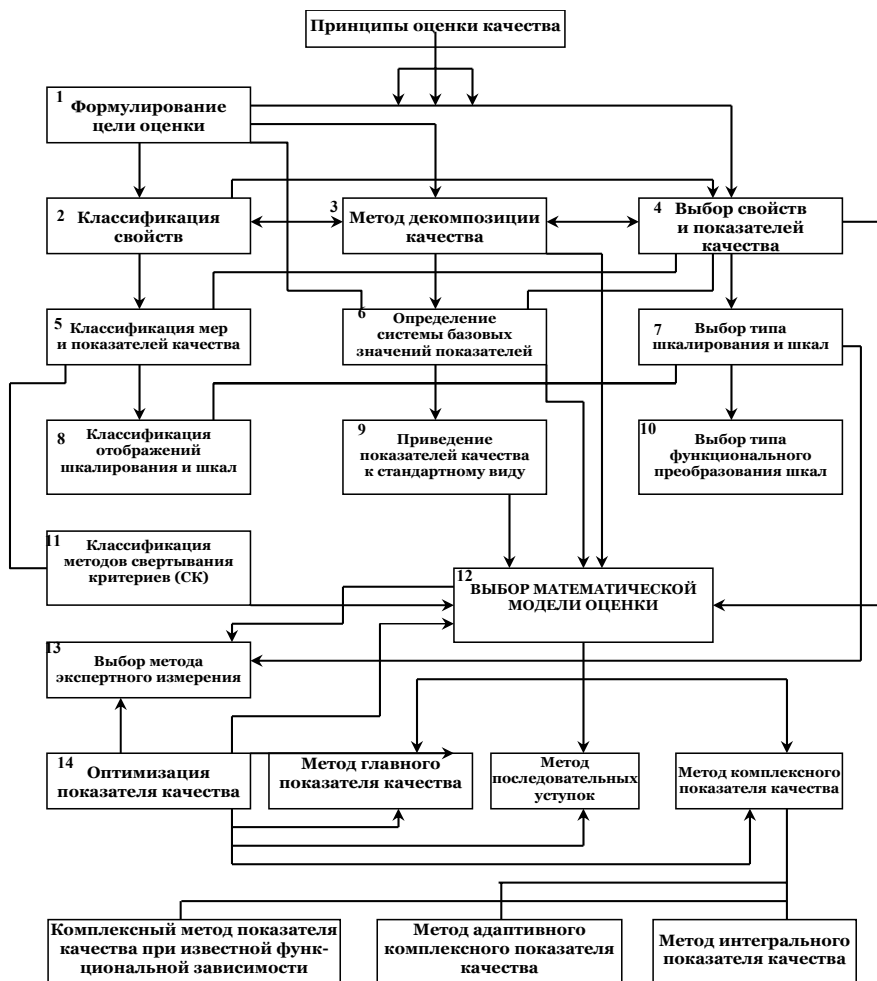 Принципы оценки качества
1
Формулирование
цели оценки
2
Классификация
свойств
3
Метод декомпозиции
качества
4
Выбор свойств
и показателей
качества
5
Классификация мер
и показателей качества
6
Определение
системы базовых
значений показателей
7
Выбор типа
шкалирования и шкал
8
Классификация
отображений
шкалирования и шкал
9
Приведение
показателей качества
к стандартному виду
10
Выбор типа
функционального
преобразования шкал
11
Классификация
методов свертывания
критериев (СК)
12
ВЫБОР МАТЕМАТИЧЕСКОЙ
МОДЕЛИ ОЦЕНКИ
13
Выбор метода
экспертного измерения
14
Оптимизация
показателя качества
Метод главного
показателя качества
Метод
последовательных
уступок
Метод комплексного
показателя качества
Комплексный метод показателя
качества при известной функ-
циональной зависимости
Метод адаптивного
комплексного показателя
качества
Метод интегрального
показателя качества